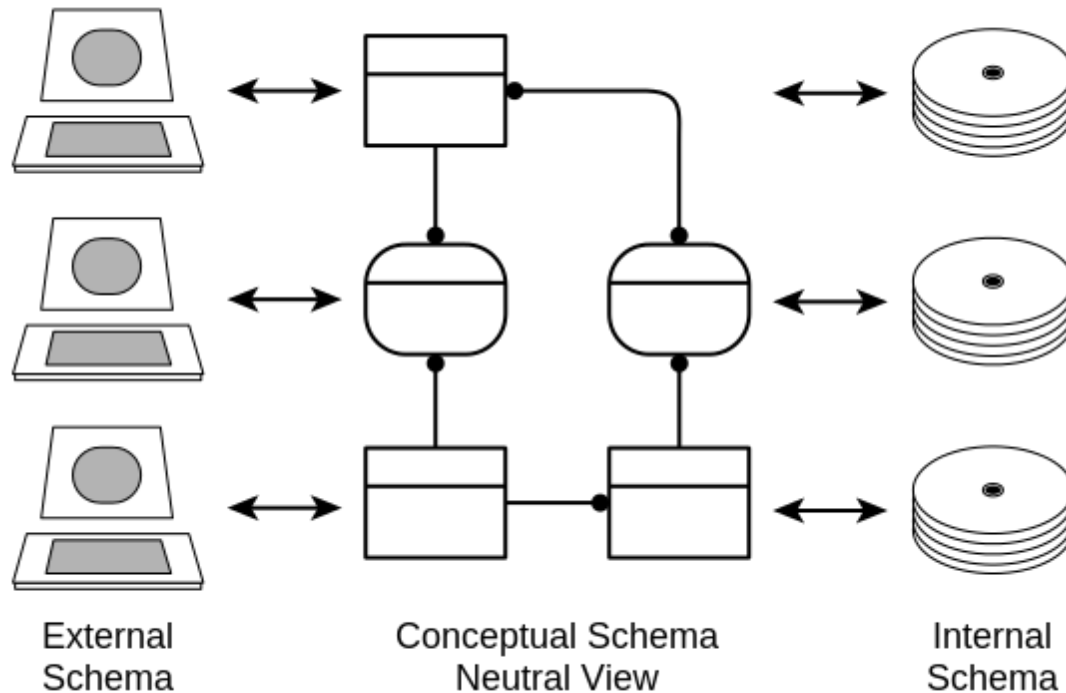 External
Schema
Conceptual Schema
Neutral View
Internal
Schema